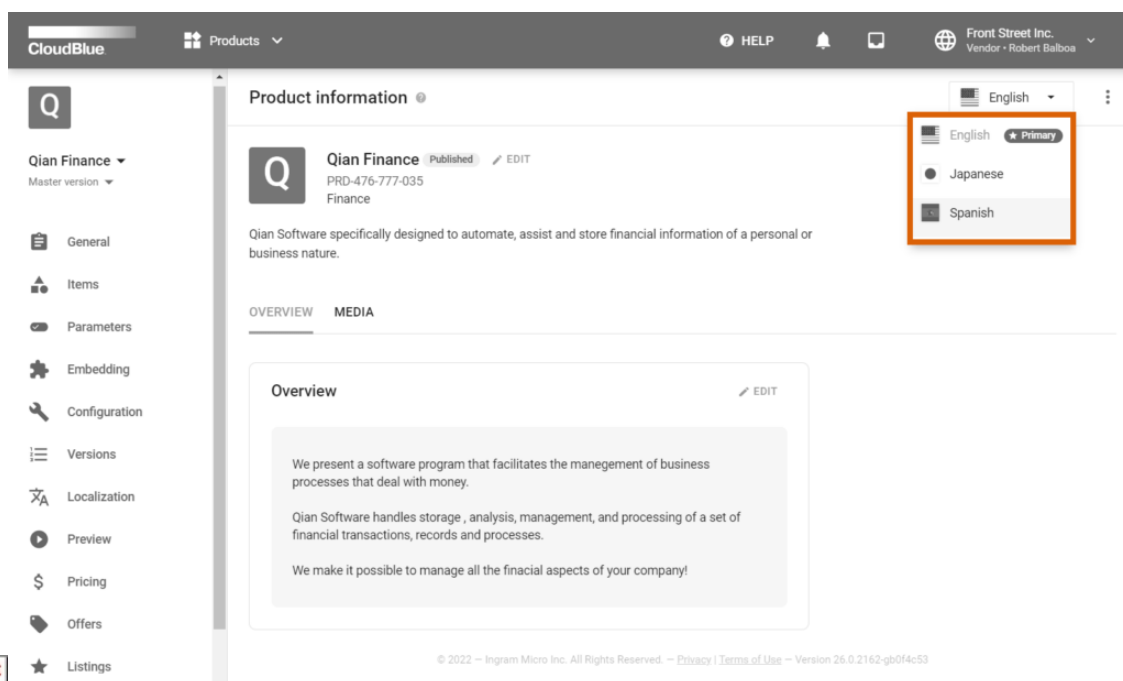 CloudBlue
Products
HELP
Front Street Inc.
Vendor • Robert Balboa
Q
Qian Finance
Master version
General
Items
Parameters
Embedding
Configuration
Versions
Localization
Preview
Pricing
Offers
Listings
Product information
English
English
Primary
Japanese
Spanish
Q
Qian Finance Published EDIT
PRD-476-777-035
Finance
Qian Software specifically designed to automate, assist and store financial information of a personal or
business nature.
OVERVIEW MEDIA
Overview EDIT
We present a software program that facilitates the manegement of business
processes that deal with money.
Qian Software handles storage , analysis, management, and processing of a set of
financial transactions, records and processes.
We make it possible to manage all the finacial aspects of your company!
© 2022 – Ingram Micro Inc. All Rights Reserved. – Privacy | Terms of Use – Version 26.0.2162-gb0f4c53